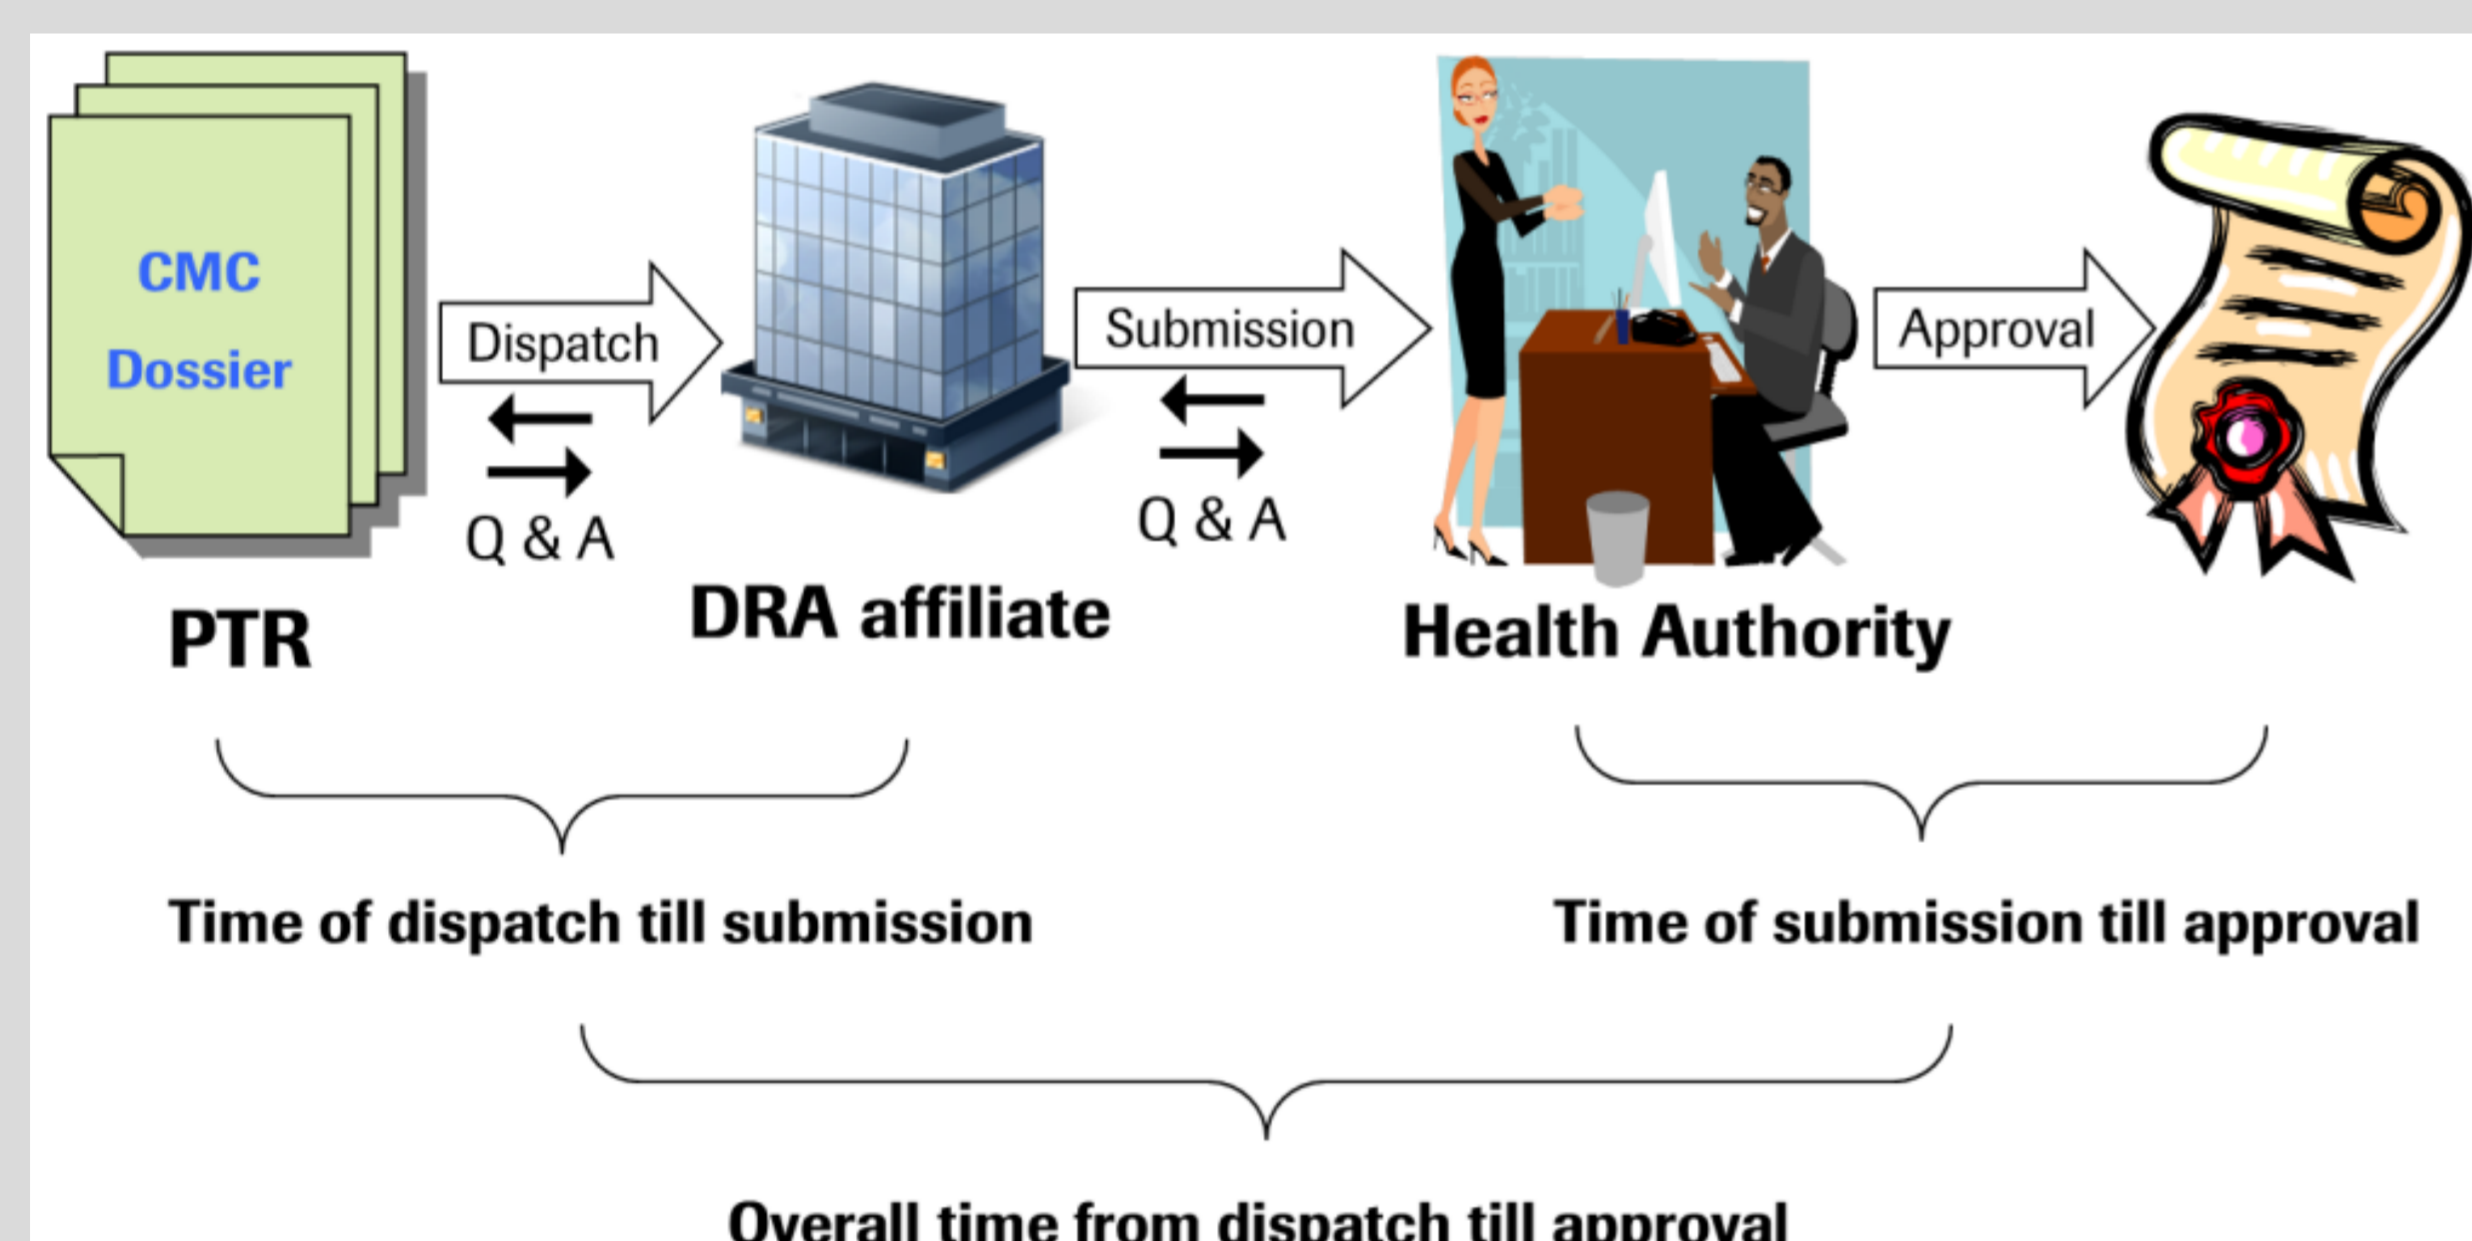 CMC
Dossier
Dispatch
Submission
Approval
Q & A
Q & A
PTR
DRA affiliate
Health Authority
Time of dispatch till submission
Time of submission till approval
Overall time from dispatch till approval